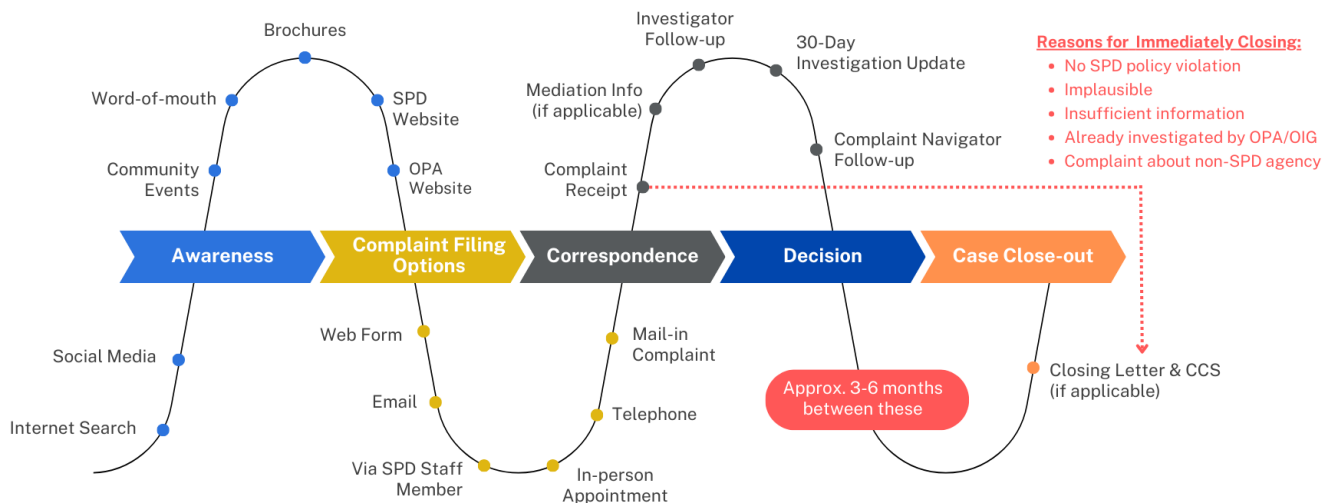 Brochures
Word-of-mouth
SPD
Website
Community
Events
OPA
Website
Awareness
Social Media
Internet Search
Complaint Filing
Options
Web Form
Email
Via SPD Staff
Member
In-person
Appointment
Telephone
Mail-in
Complaint
Correspondence
Complaint
Receipt
Mediation Info
(if applicable)
Investigator
Follow-up
30-Day
Investigation Update
Complaint Navigator
Follow-up
Decision
Approx. 3-6 months
between these
Case Close-out
Closing Letter & CCS
(if applicable)
Reasons for Immediately Closing:
• No SPD policy violation
• Implausible
• Insufficient information
• Already investigated by OPA/OIG
• Complaint about non-SPD agency